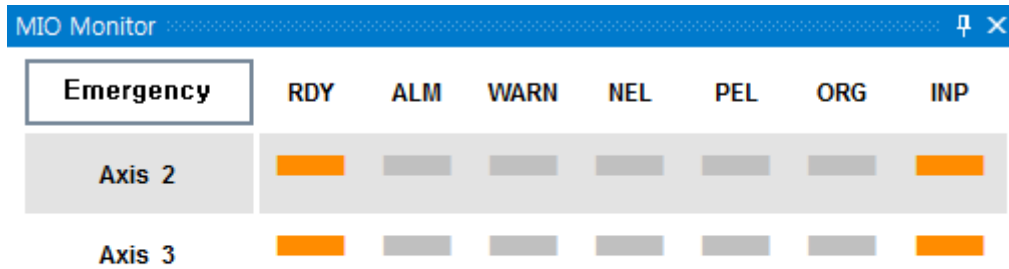 MIO Monitor
Emergency RDY ALM WARN NEL PEL ORG INP
Axis 2
Axis 3